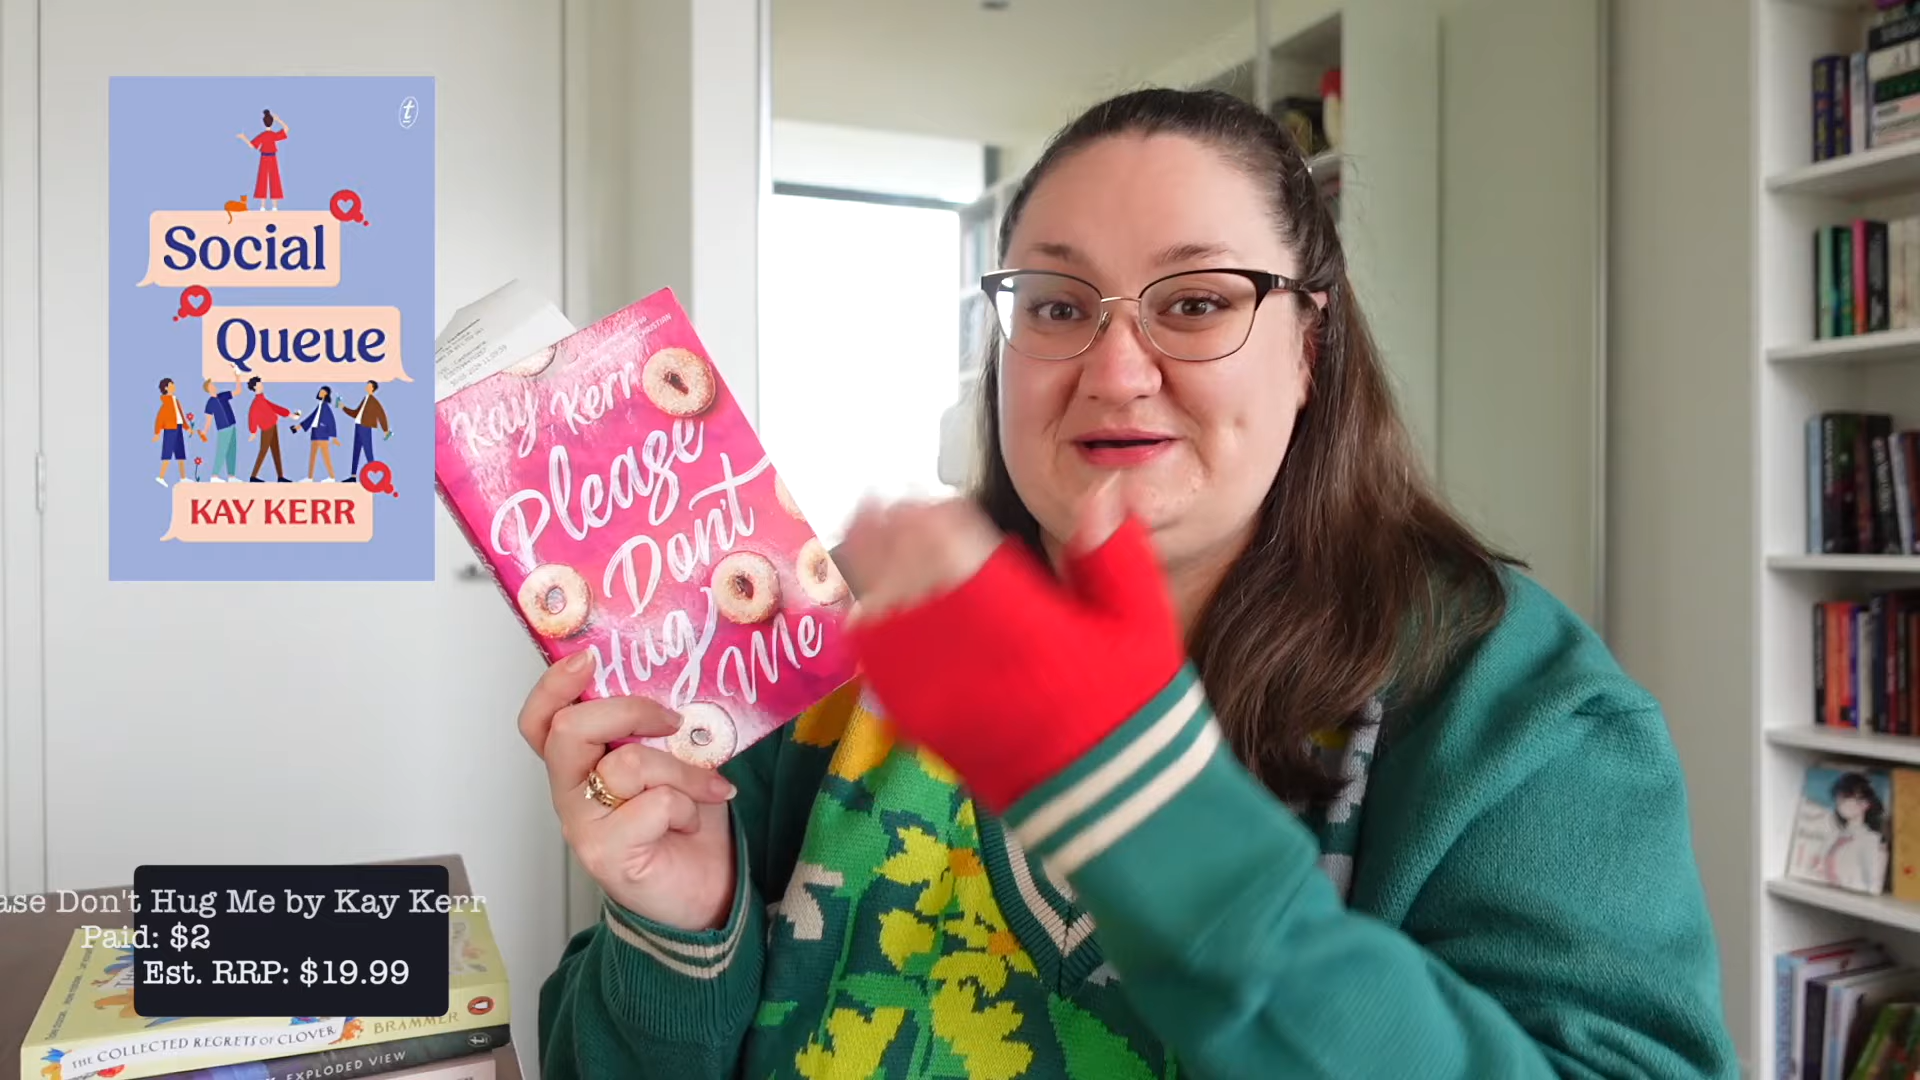 t
Social
Queue
KAY KERR
Kay Kerr
Please
Don't
Hug
Me
CHRISTIAN
ase Don't Hug Me by Kay Kerr
Paid: $2
Est. RRP: $19.99
THE COLLECTED REGRETS OF CLOVER
BRAMMER
EXPLODED VIEW